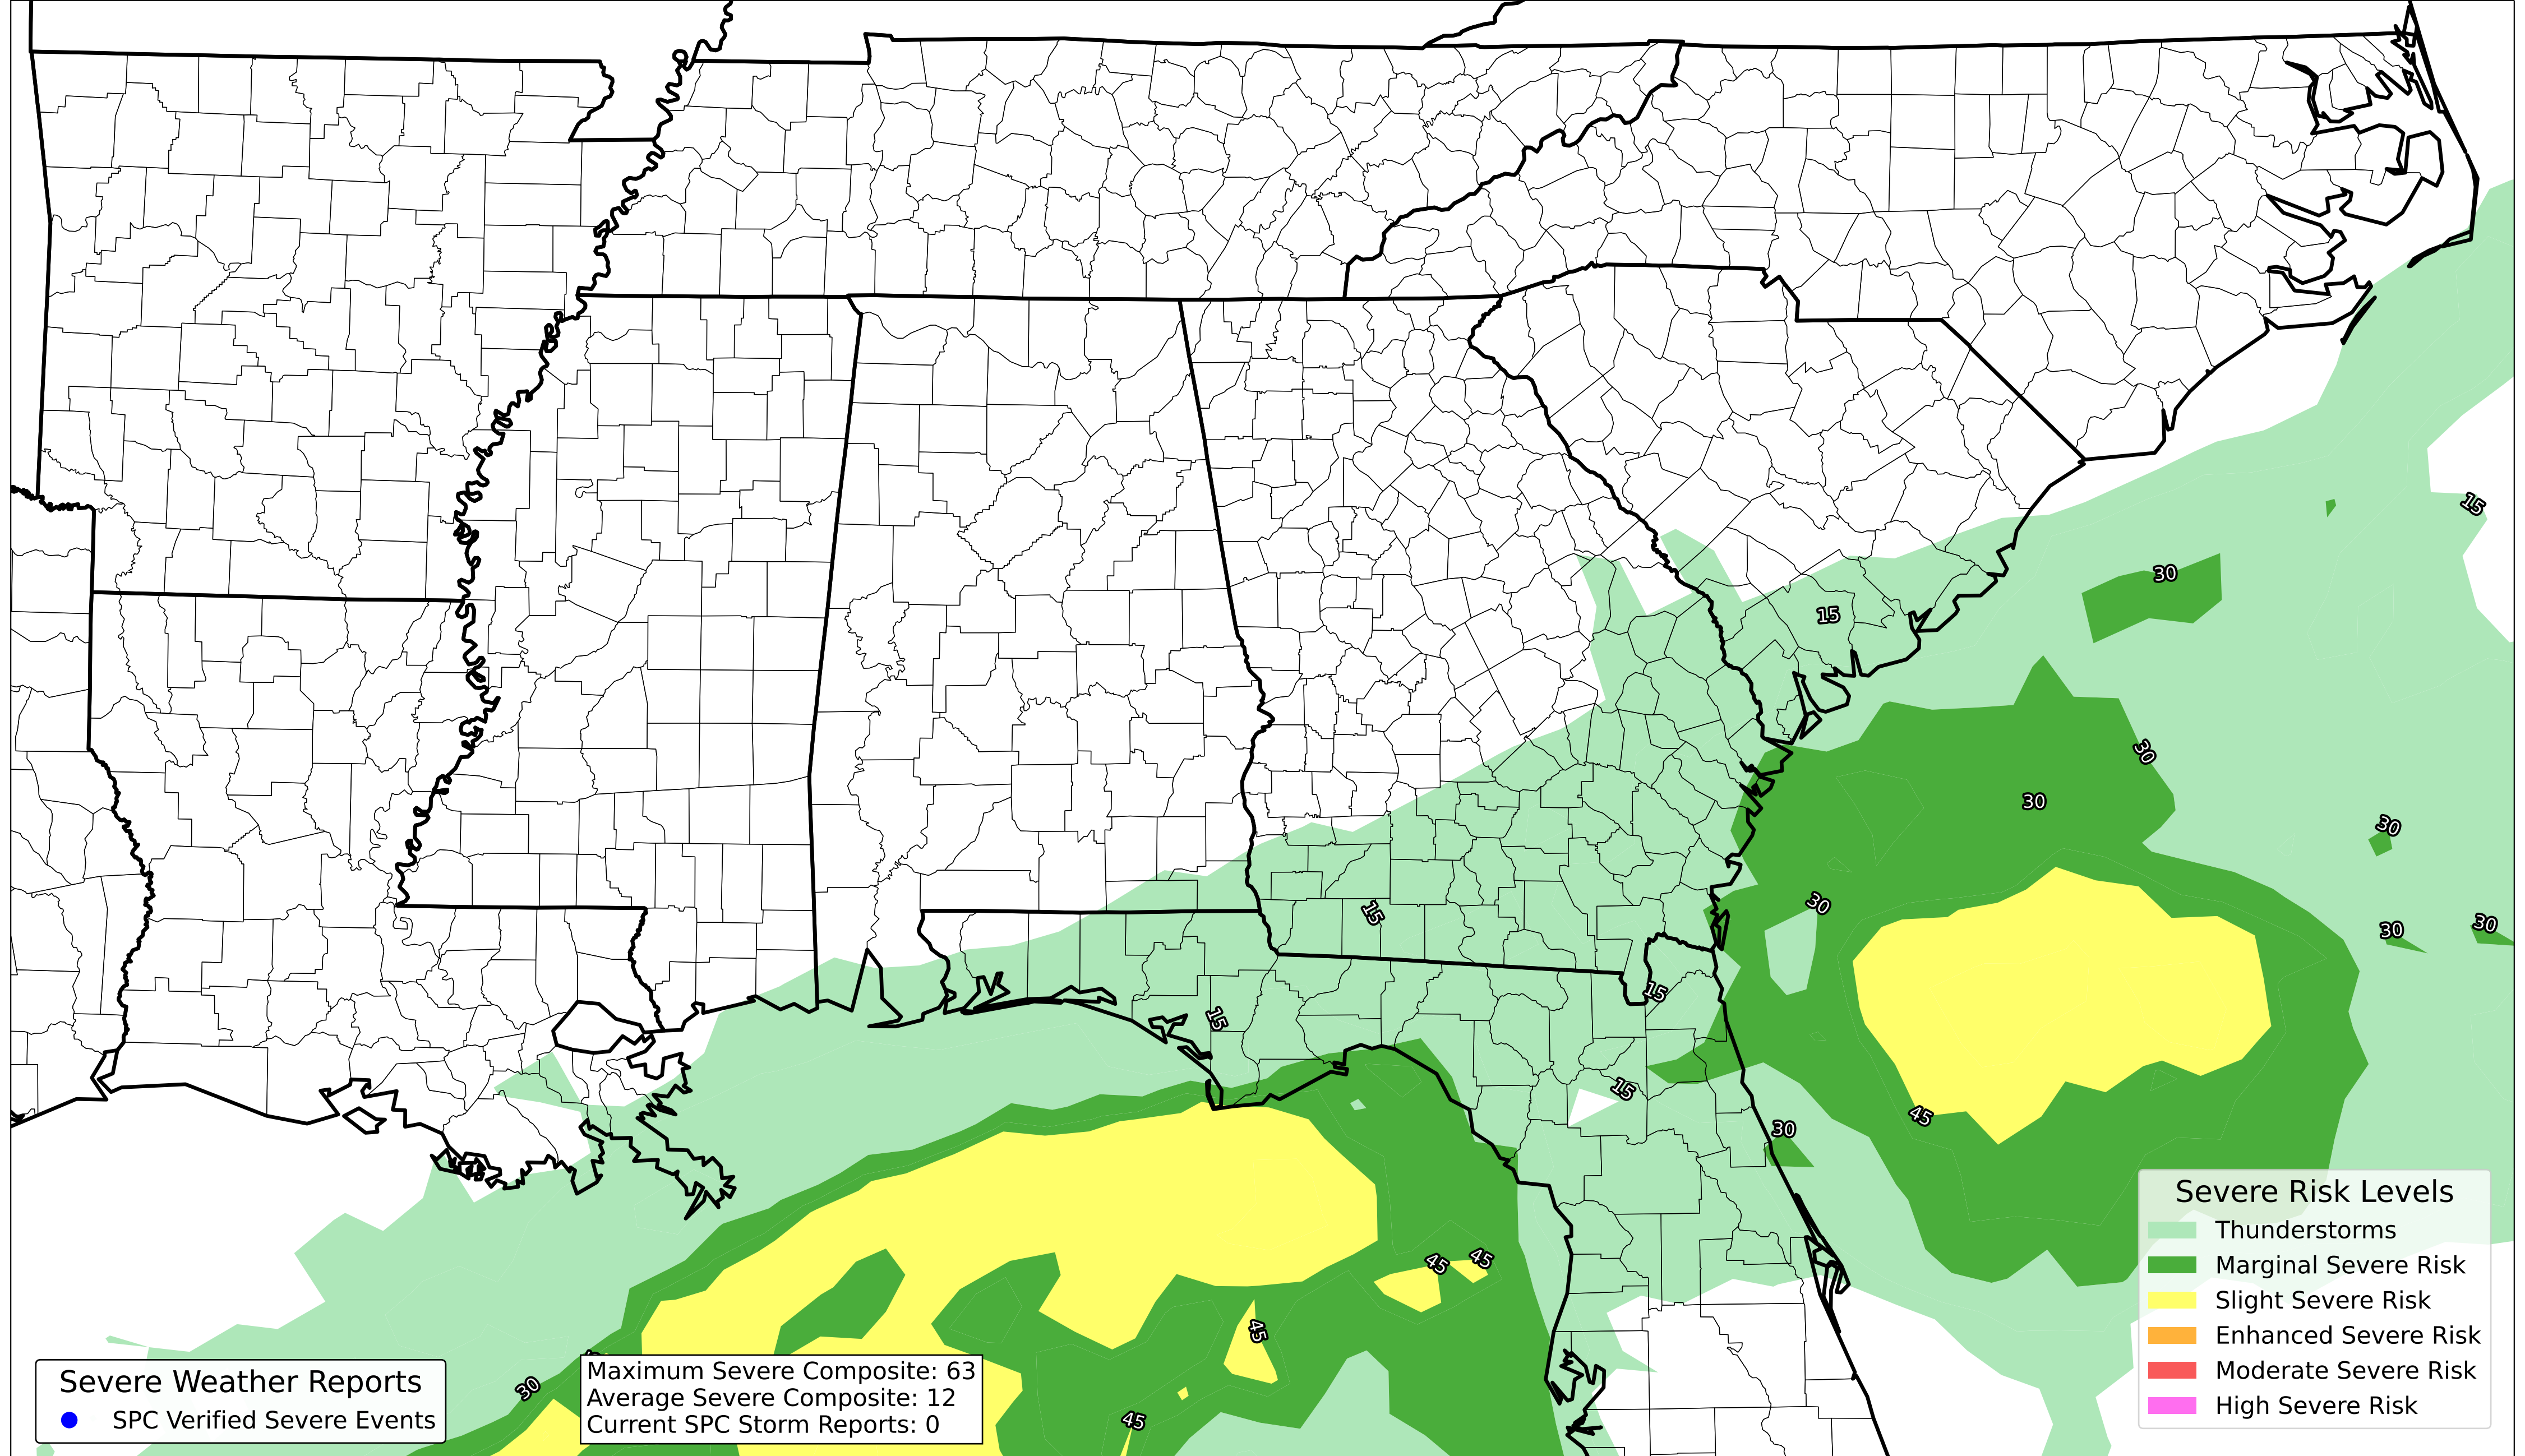 15
30
15
30
30
30
30
15
30
30
15
15
45
15
30
45
45
45
30
45
Severe Risk Levels
Thunderstorms
Marginal Severe Risk
Slight Severe Risk
Enhanced Severe Risk
Moderate Severe Risk
High Severe Risk
Severe Weather Reports
SPC Verified Severe Events
Maximum Severe Composite: 63
Average Severe Composite: 12
Current SPC Storm Reports: 0